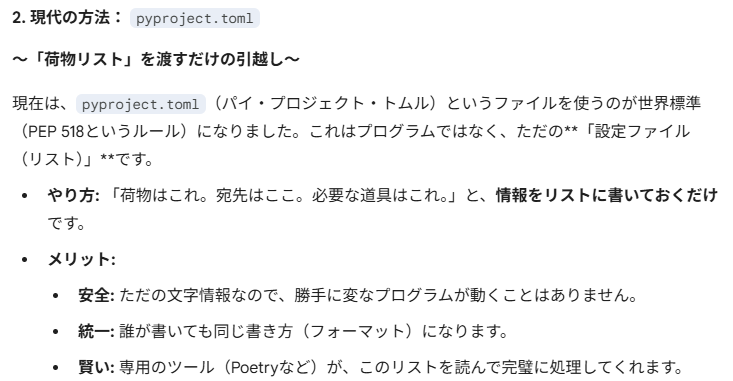 2. 現代の方法： pyproject.toml
〜「荷物リスト」を渡すだけの引越し〜
現在は、pyproject.toml（パイ・プロジェクト・トムル）というファイルを使うのが世界標準
（PEP 518というルール）になりました。これはプログラムではなく、ただの**「設定ファイル
（リスト）」**です。
• やり方: 「荷物はこれ。宛先はここ。必要な道具はこれ。」と、情報をリストに書いておくだけ
です。
• メリット:
• 安全: ただの文字情報なので、勝手に変なプログラムが動くことはありません。
• 統一: 誰が書いても同じ書き方（フォーマット）になります。
• 賢い: 専用のツール（Poetryなど）が、このリストを読んで完璧に処理してくれます。